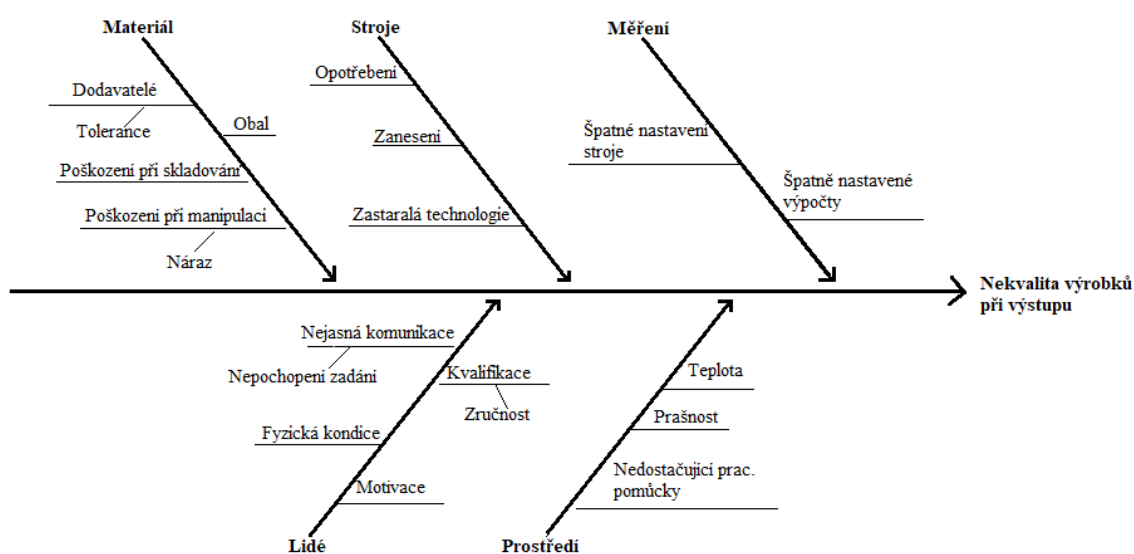 Materiál
Stroje
Měření
Dodavatelé
Tolerance
Obal
Poškození při skladování
Poškození při manipulaci
Náraz
Opotřebení
Zanesení
Zastaralá technologie
Špatné nastavení
stroje
Špatně nastavené
výpočty
Nekvalita výrobků
při výstupu
Nejasná komunikace
Nepochopení zadání
Kvalifikace
Zručnost
Fyzická kondice
Motivace
Teplota
Prašnost
Nedostačující prac.
pomůcky
Lidé
Prostředí